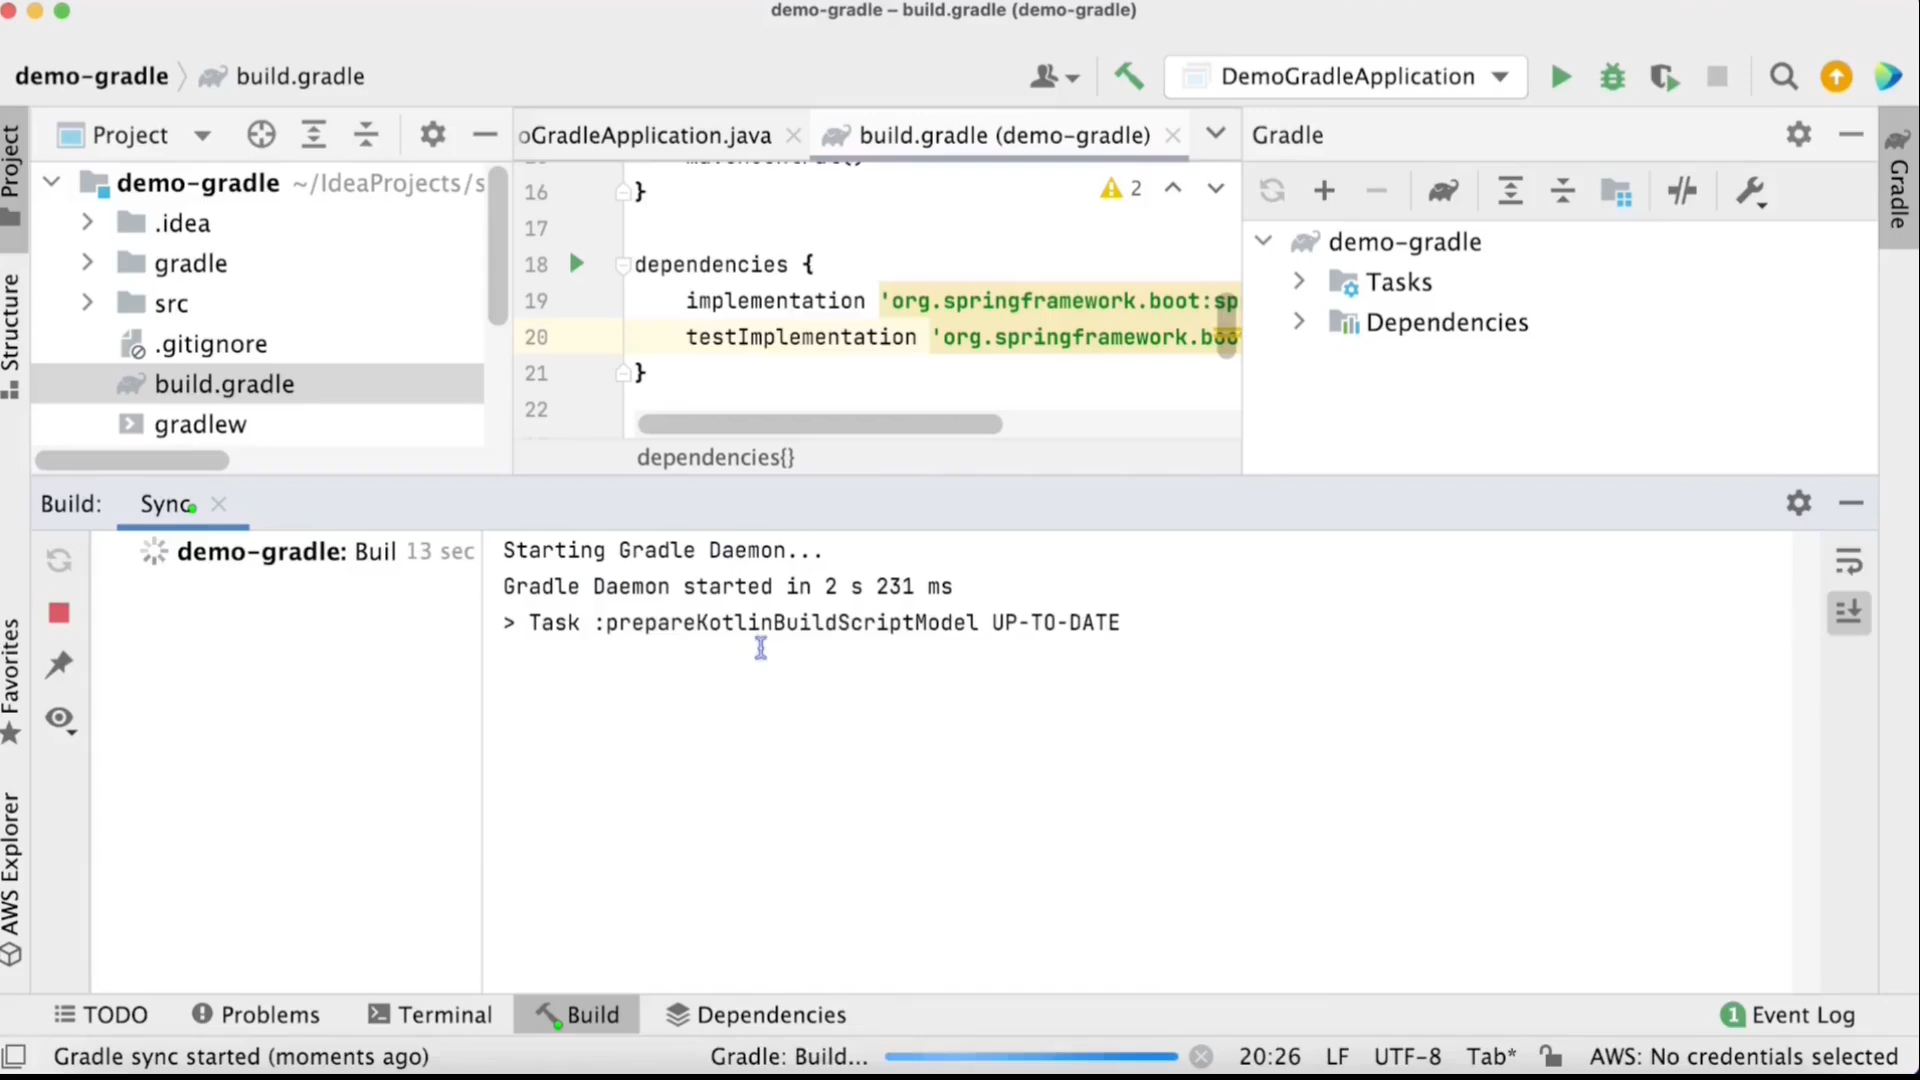 demo-gradle – build.gradle (demo-gradle)
demo-gradle
build.gradle
DemoGradleApplication
Project
oGradleApplication.java
build.gradle (demo-gradle)
Gradle
Project
Structure
Favorites
AWS Explorer
Gradle
demo-gradle ~/IdeaProjects/s
.idea
gradle
src
.gitignore
build.gradle
gradlew
16 }
2
17
18 dependencies {
19 implementation 'org.springframework.boot:sp
20 testImplementation 'org.springframework.boo
21 }
22
dependencies{}
demo-gradle
Tasks
Dependencies
Build: Sync
demo-gradle: Buil 13 sec
Starting Gradle Daemon...
Gradle Daemon started in 2 s 231 ms
> Task :prepareKotlinBuildScriptModel UP-TO-DATE
TODO
Problems
Terminal
Build
Dependencies
1 Event Log
Gradle sync started (moments ago)
Gradle: Build...
20:26
LF
UTF-8
Tab*
AWS: No credentials selected